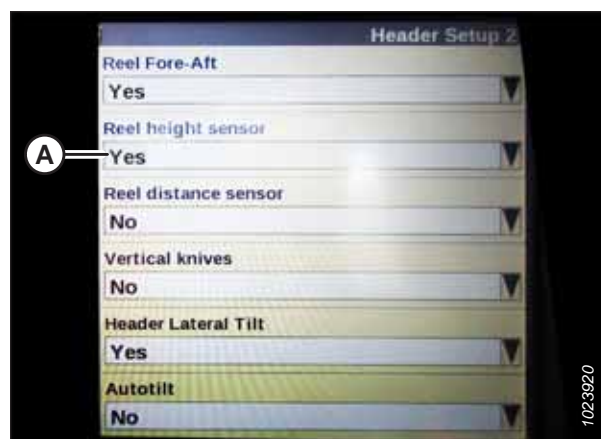 Header Setup 2
Reel Fore-Aft
Yes
Reel height sensor
A
Yes
Reel distance sensor
No
Vertical knives
No
Header Lateral Tilt
Yes
Autotilt
No
1023920